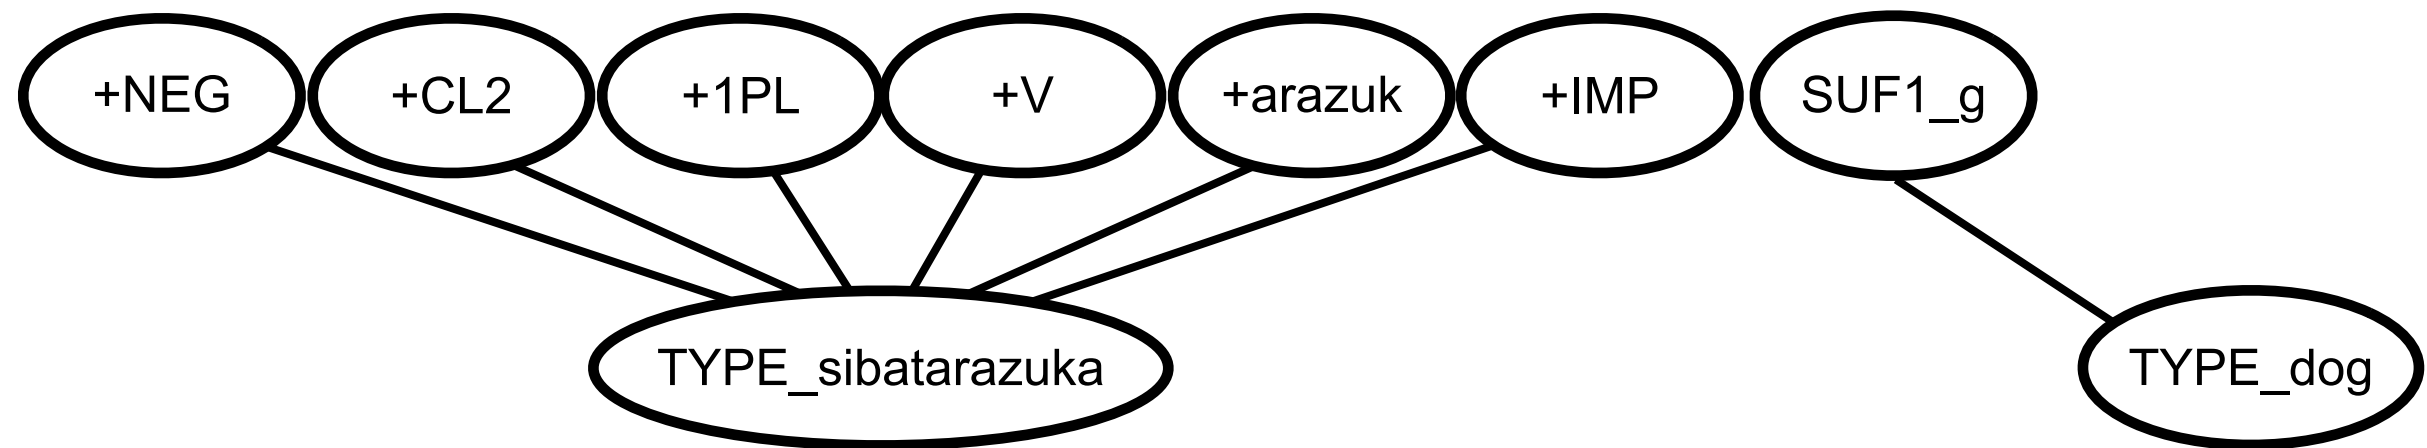 +NEG +CL2 +1PL +V +arazuk +IMP SUF1_g
TYPE_sibatarazuka TYPE_dog